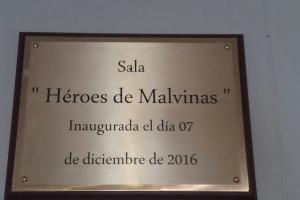 Sala
" Héroes de Malvinas "
Inaugurada el día 07
de diciembre de 2016